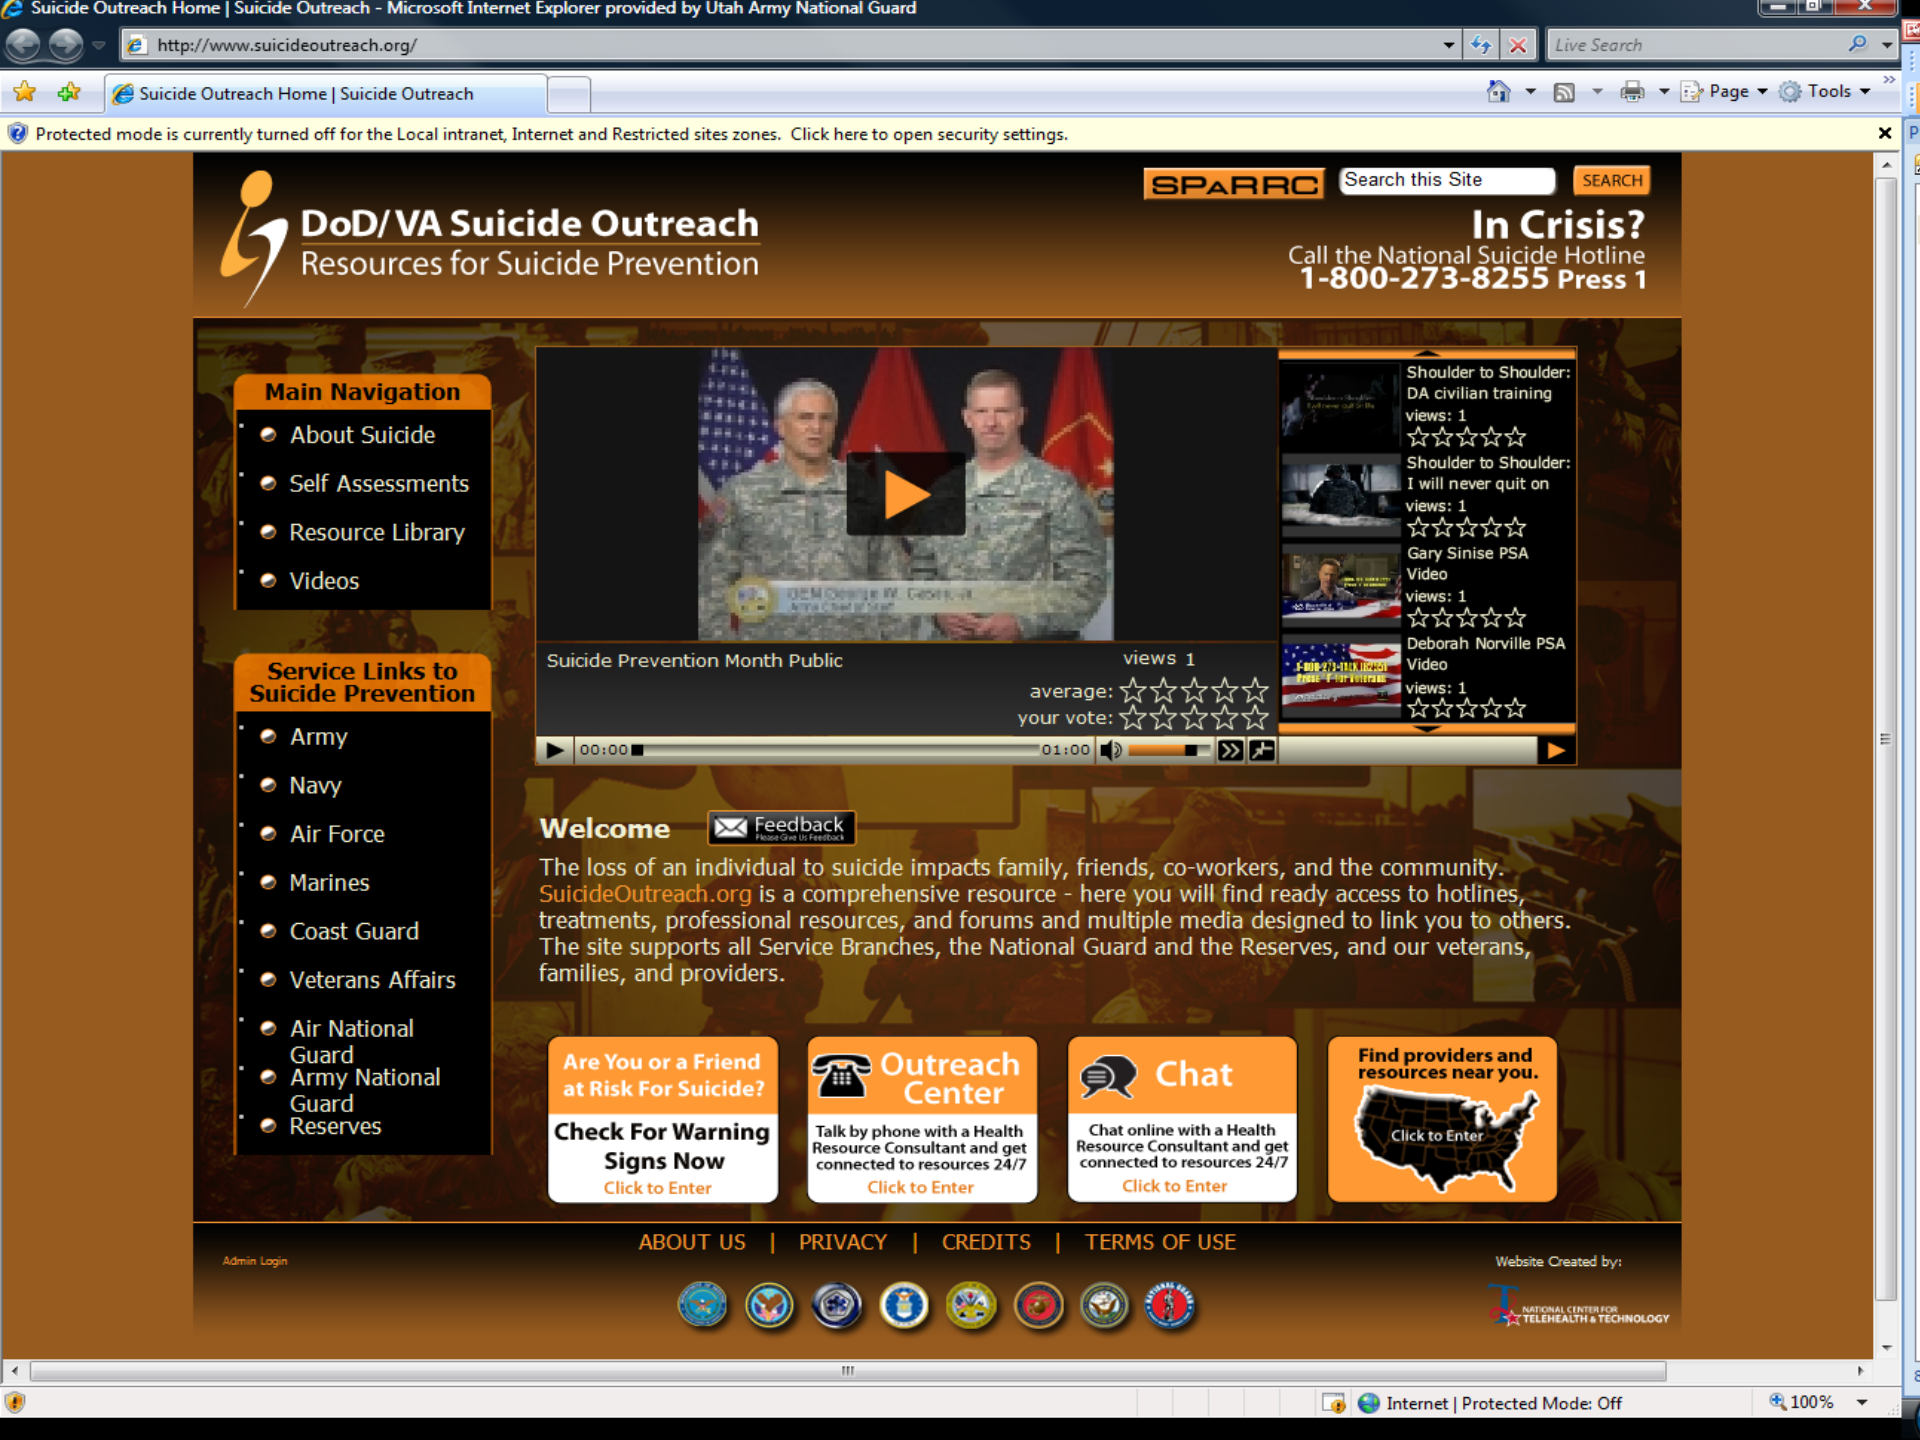 Suicide Outreach Home | Suicide Outreach - Microsoft Internet Explorer provided by Utah Army National Guard
http://www.suicideoutreach.org/
Live Search
Suicide Outreach Home | Suicide Outreach
Page
Tools
Protected mode is currently turned off for the Local intranet, Internet and Restricted sites zones. Click here to open security settings.
SPARRC
Search this Site
SEARCH
DoD/VA Suicide Outreach
Resources for Suicide Prevention
In Crisis?
Call the National Suicide Hotline
1-800-273-8255 Press 1
Main Navigation
About Suicide
Self Assessments
Resource Library
Videos
Service Links to
Suicide Prevention
Army
Navy
Air Force
Marines
Coast Guard
Veterans Affairs
Air National
Guard
Army National
Guard
Reserves
Shoulder to Shoulder:
DA civilian training
views: 1
Shoulder to Shoulder:
I will never quit on
views: 1
Gary Sinise PSA
Video
views: 1
Deborah Norville PSA
Video
views: 1
Suicide Prevention Month Public
views 1
average:
your vote:
00:00
01:00
Welcome
Feedback
Please Give Us Feedback
The loss of an individual to suicide impacts family, friends, co-workers, and the community.
SuicideOutreach.org is a comprehensive resource - here you will find ready access to hotlines,
treatments, professional resources, and forums and multiple media designed to link you to others.
The site supports all Service Branches, the National Guard and the Reserves, and our veterans,
families, and providers.
Are You or a Friend
at Risk For Suicide?
Check For Warning
Signs Now
Click to Enter
Outreach
Center
Talk by phone with a Health
Resource Consultant and get
connected to resources 24/7
Click to Enter
Chat
Chat online with a Health
Resource Consultant and get
connected to resources 24/7
Click to Enter
Find providers and
resources near you.
Click to Enter
ABOUT US | PRIVACY | CREDITS | TERMS OF USE
Admin Login
Website Created by:
NATIONAL CENTER FOR
TELEHEALTH & TECHNOLOGY
Internet | Protected Mode: Off
100%